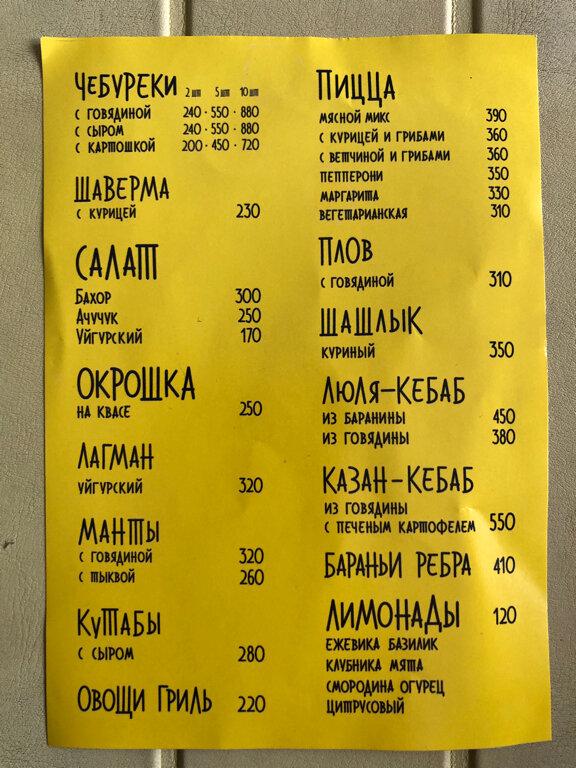 ЧЕБУРЕКИ 2 шт 5 шт 10 шт
С ГОВЯДИНОЙ 240 · 550 · 880
С СЫРОМ 240 · 550 · 880
С КАРТОШКОЙ 200 · 450 · 720
ШАВЕРМА
С КУРИЦЕЙ 230
САЛАТ
БАХОР 300
АЧУЧУК 250
УЙГУРСКИЙ 170
ОКРОШКА
НА КВАСЕ 250
ЛАГМАН
УЙГУРСКИЙ 320
МАНТЫ
С ГОВЯДИНОЙ 320
С ТЫКВОЙ 260
КУТАБЫ
С СЫРОМ 280
ОВОЩИ ГРИЛЬ 220
ПИЦЦА
МЯСНОЙ МИКС 390
С КУРИЦЕЙ И ГРИБАМИ 360
С ВЕТЧИНОЙ И ГРИБАМИ 360
ПЕППЕРОНИ 350
МАРГАРИТА 330
ВЕГЕТАРИАНСКАЯ 310
ПЛОВ
С ГОВЯДИНОЙ 310
ШАШЛЫК
КУРИНЫЙ 350
ЛЮЛЯ-КЕБАБ
ИЗ БАРАНИНЫ 450
ИЗ ГОВЯДИНЫ 380
КАЗАН-КЕБАБ
ИЗ ГОВЯДИНЫ
С ПЕЧЕНЫМ КАРТОФЕЛЕМ 550
БАРАНЬИ РЕБРА 410
ЛИМОНАДЫ 120
ЕЖЕВИКА БАЗИЛИК
КЛУБНИКА МЯТА
СМОРОДИНА ОГУРЕЦ
ЦИТРУСОВЫЙ